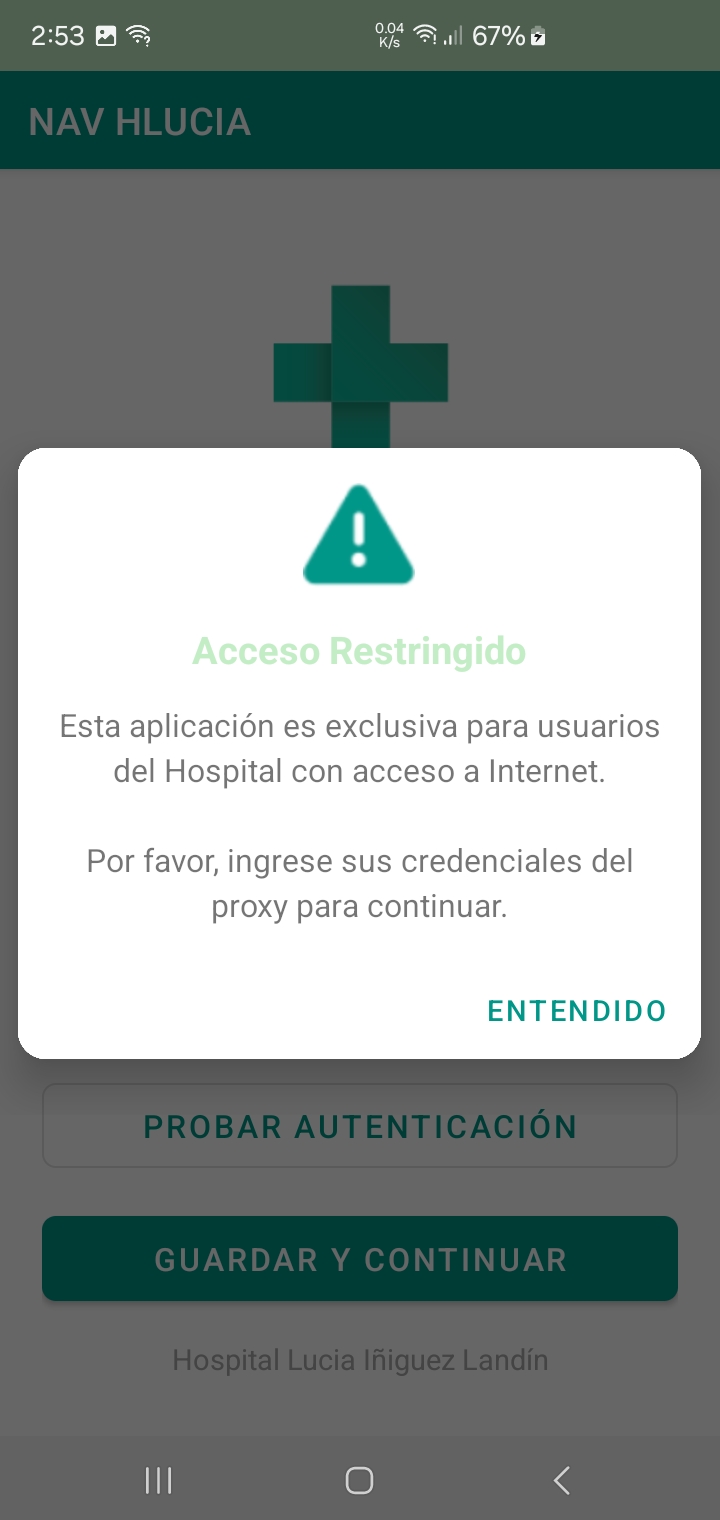 2:53
0.04
K/s
67%
NAV HLUCIA
Acceso Restringido
Esta aplicación es exclusiva para usuarios
del Hospital con acceso a Internet.
Por favor, ingrese sus credenciales del
proxy para continuar.
ENTENDIDO
PROBAR AUTENTICACIÓN
GUARDAR Y CONTINUAR
Hospital Lucia Iñiguez Landín